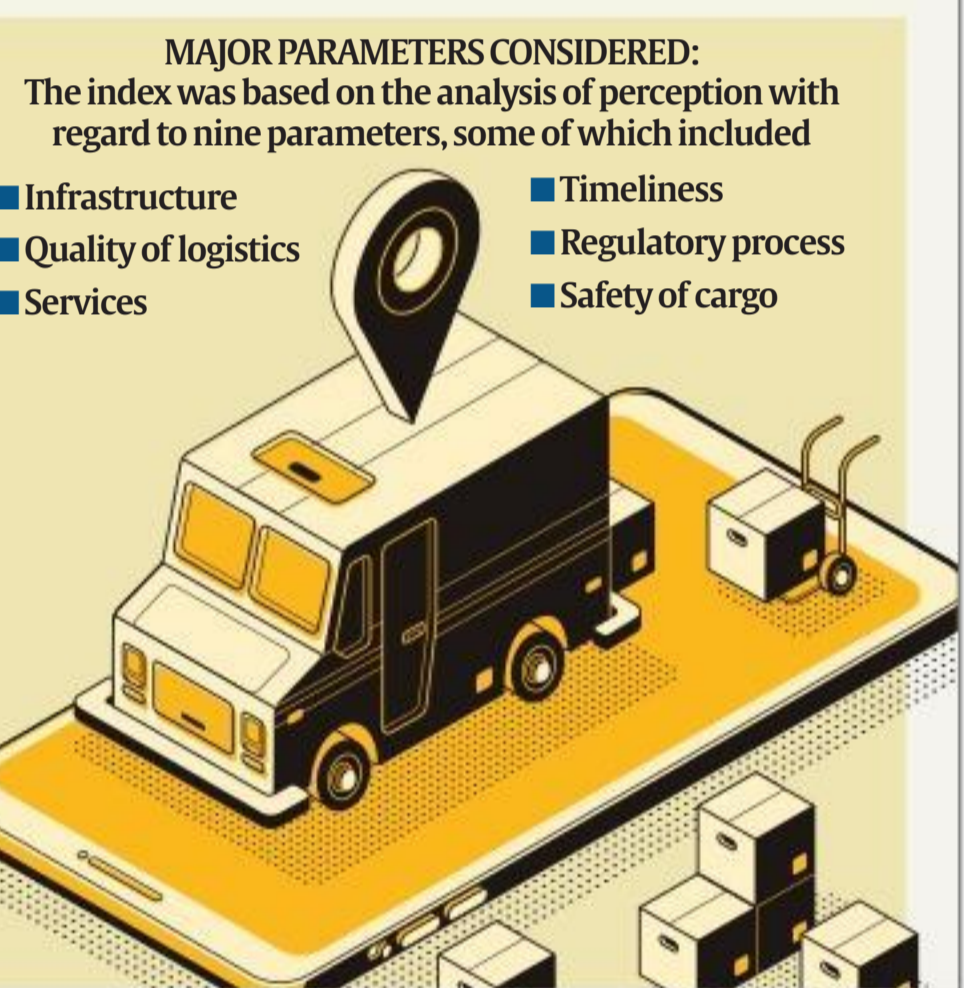 MAJOR PARAMETERS CONSIDERED:
The index was based on the analysis of perception with
regard to nine parameters, some of which included
Infrastructure
Quality of logistics
Services
Timeliness
Regulatory process
Safety of cargo